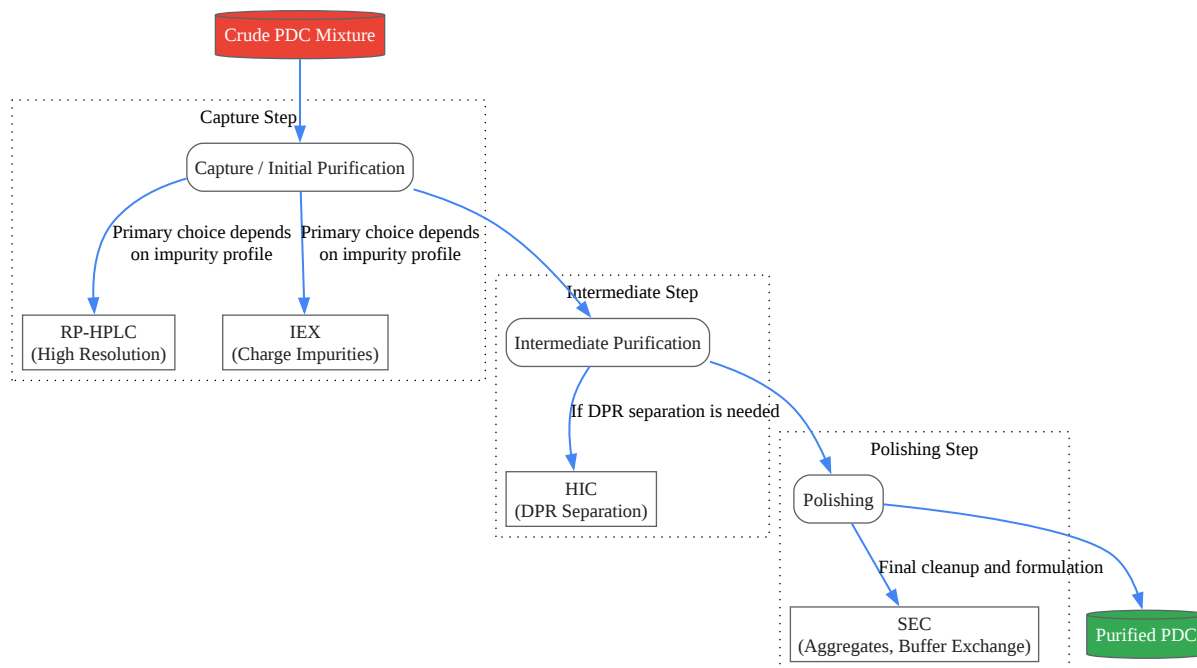 Crude PDC Mixture
Capture Step
Capture / Initial Purification
Primary choice depends
on impurity profile
Primary choice depends
on impurity profile
Intermediate Step
RP-HPLC
(High Resolution)
IEX
(Charge Impurities)
Intermediate Purification
If DPR separation is needed
Polishing Step
HIC
(DPR Separation)
Polishing
Final cleanup and formulation
SEC
(Aggregates, Buffer Exchange)
Purified PDC